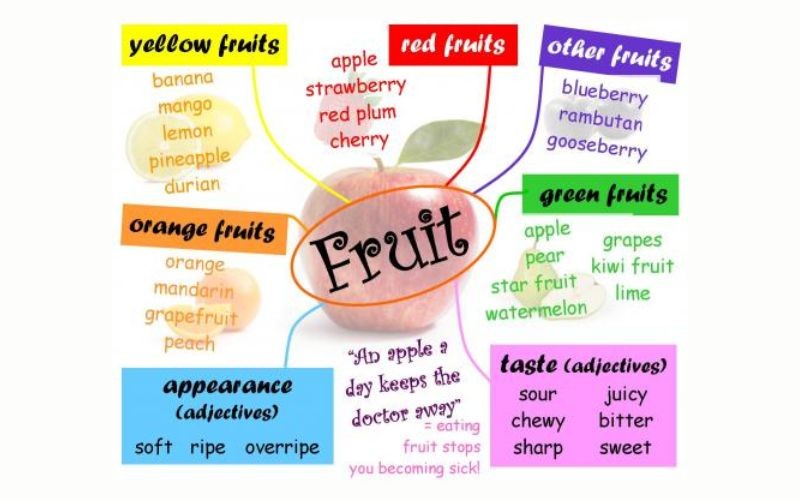 yellow fruits
banana
mango
lemon
pineapple
durian
red fruits
apple
strawberry
red plum
cherry
other fruits
blueberry
rambutan
gooseberry
orange fruits
orange
mandarin
grapefruit
peach
Fruit
green fruits
apple
pear
star fruit
watermelon
grapes
kiwi fruit
lime
appearance
(adjectives)
soft ripe overripe
"An apple a
day keeps the
doctor away"
= eating
fruit stops
you becoming sick!
taste (adjectives)
sour juicy
chewy bitter
sharp sweet